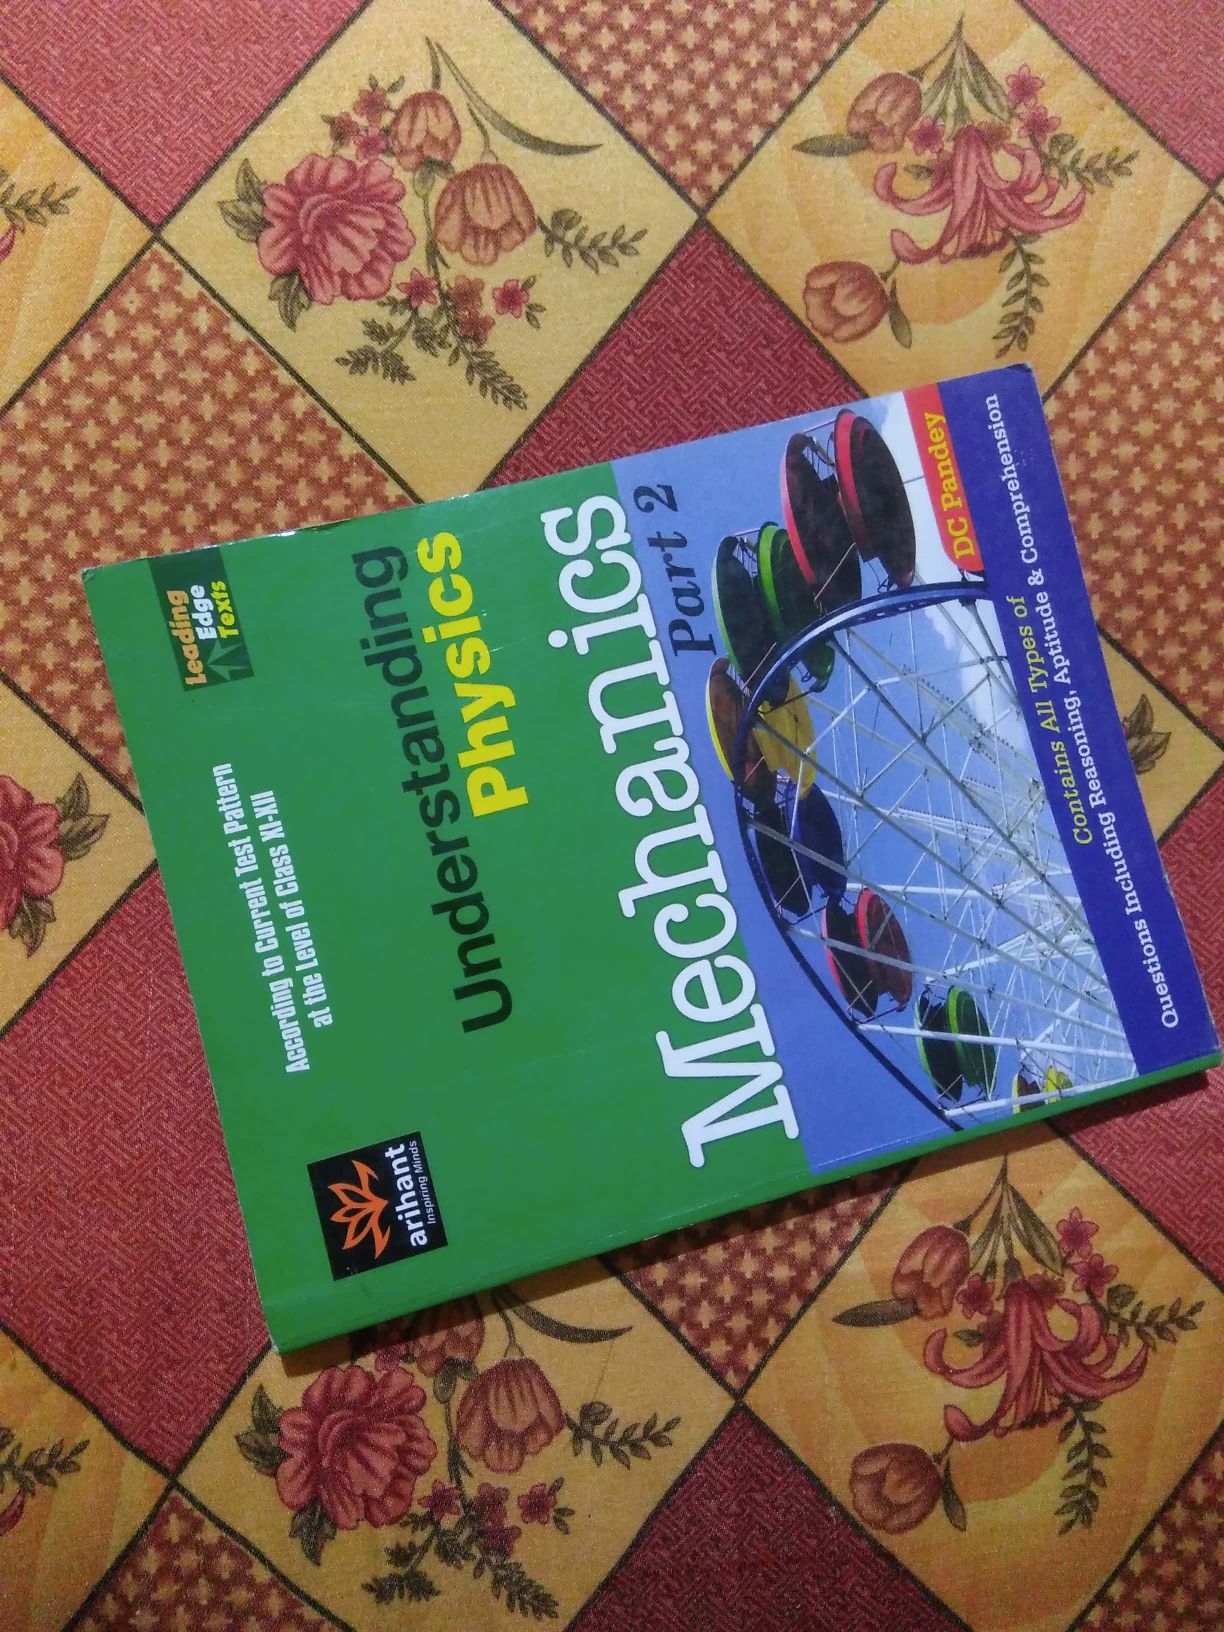 Leading
Edge
Texts
According to Current Test Pattern
at the Level of Class XI-XII
arihant
Inspiring Minds
Understanding
Physics
Mechanics
Part 2
DC Pandey
Contains All Types of
Questions Including Reasoning, Aptitude & Comprehension